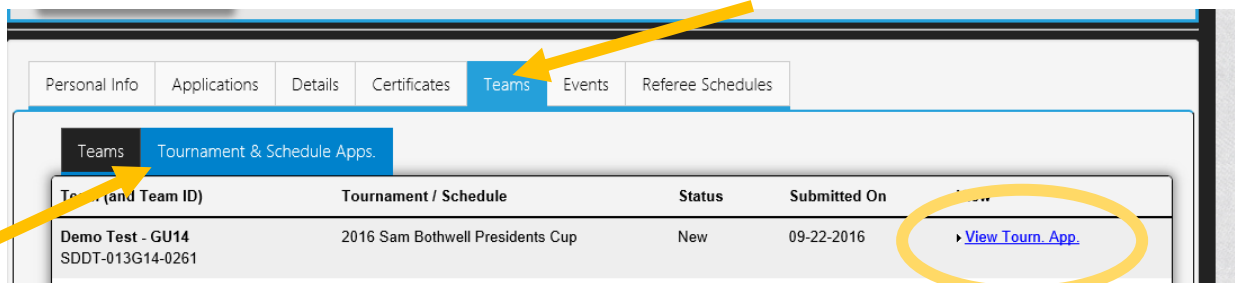 Personal Info Applications Details Certificates Teams Events Referee Schedules
Teams Tournament & Schedule Apps.
(and Team ID) Tournament / Schedule Status Submitted On
Demo Test - GU14 2016 Sam Bothwell Presidents Cup New 09-22-2016 View Tourn. App.
SDDT-013G14-0261